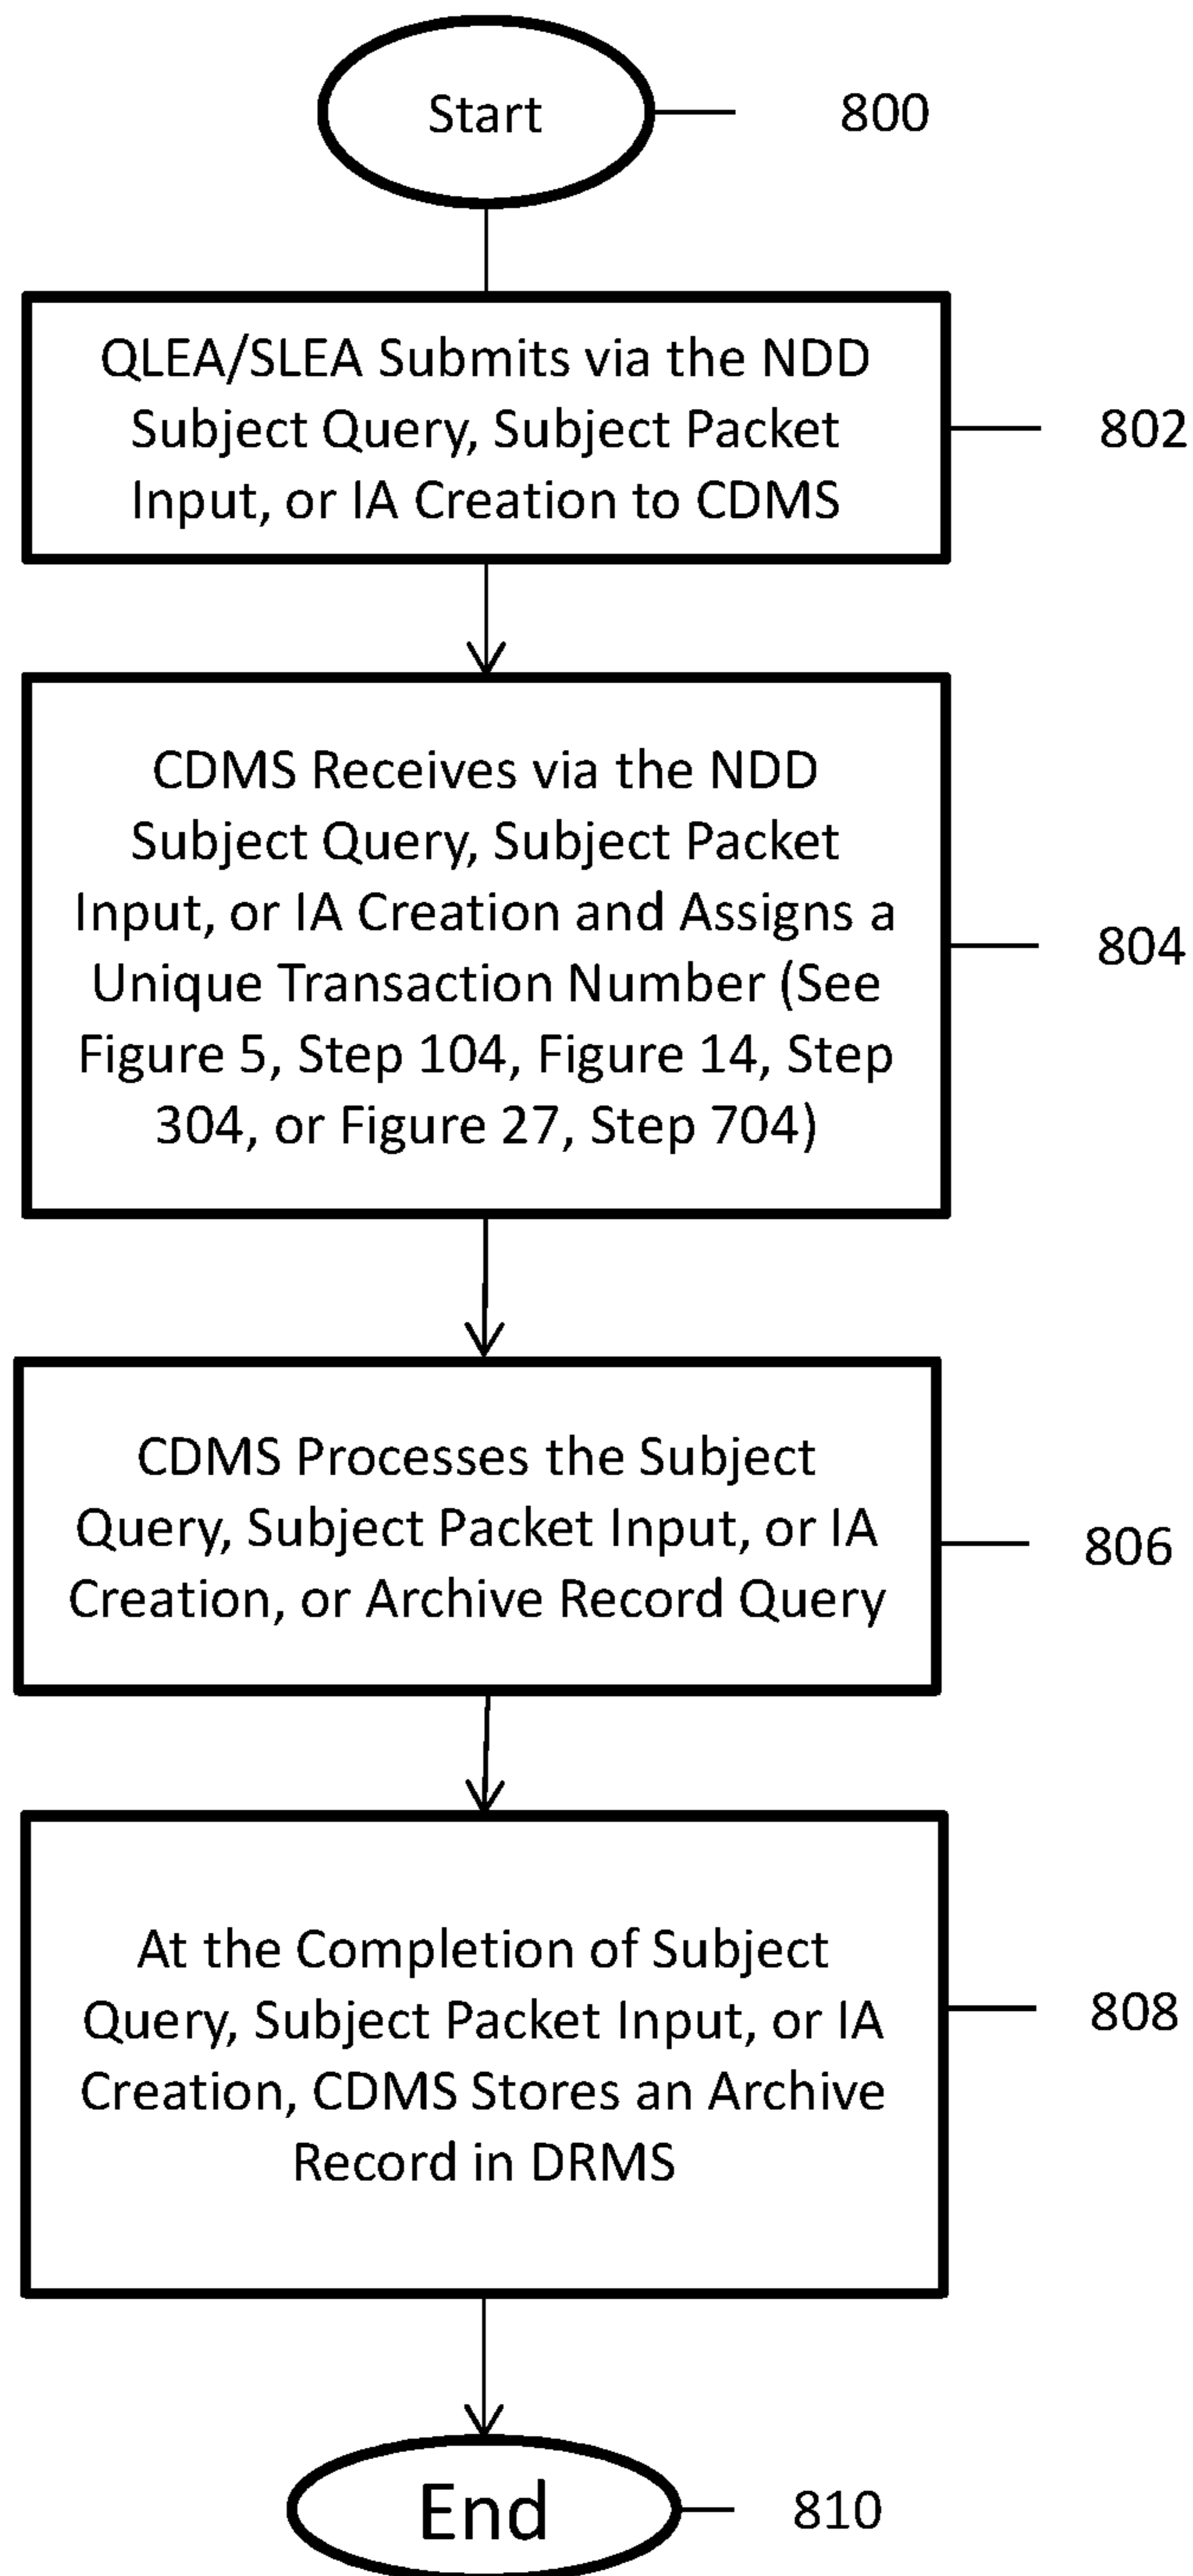 Start
800
QLEA/SLEA Submits via the NDD
Subject Query, Subject Packet
Input, or IA Creation to CDMS
802
CDMS Receives via the NDD
Subject Query, Subject Packet
Input, or IA Creation and Assigns a
Unique Transaction Number (See
Figure 5, Step 104, Figure 14, Step
304, or Figure 27, Step 704)
804
CDMS Processes the Subject
Query, Subject Packet Input, or IA
Creation, or Archive Record Query
806
At the Completion of Subject
Query, Subject Packet Input, or IA
Creation, CDMS Stores an Archive
Record in DRMS
808
End
810